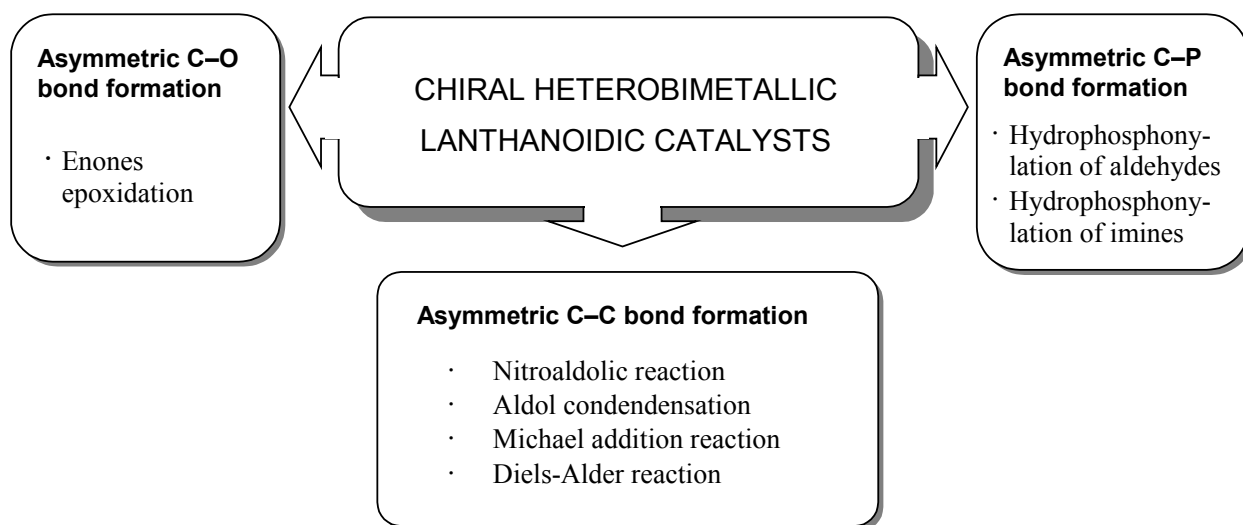 Asymmetric C–O
bond formation
· Enones
epoxidation
CHIRAL HETEROBIMETALLIC
LANTHANOIDIC CATALYSTS
Asymmetric C–P
bond formation
· Hydrophosphony-
lation of aldehydes
· Hydrophosphony-
lation of imines
Asymmetric C–C bond formation
· Nitroaldolic reaction
· Aldol condendensation
· Michael addition reaction
· Diels-Alder reaction